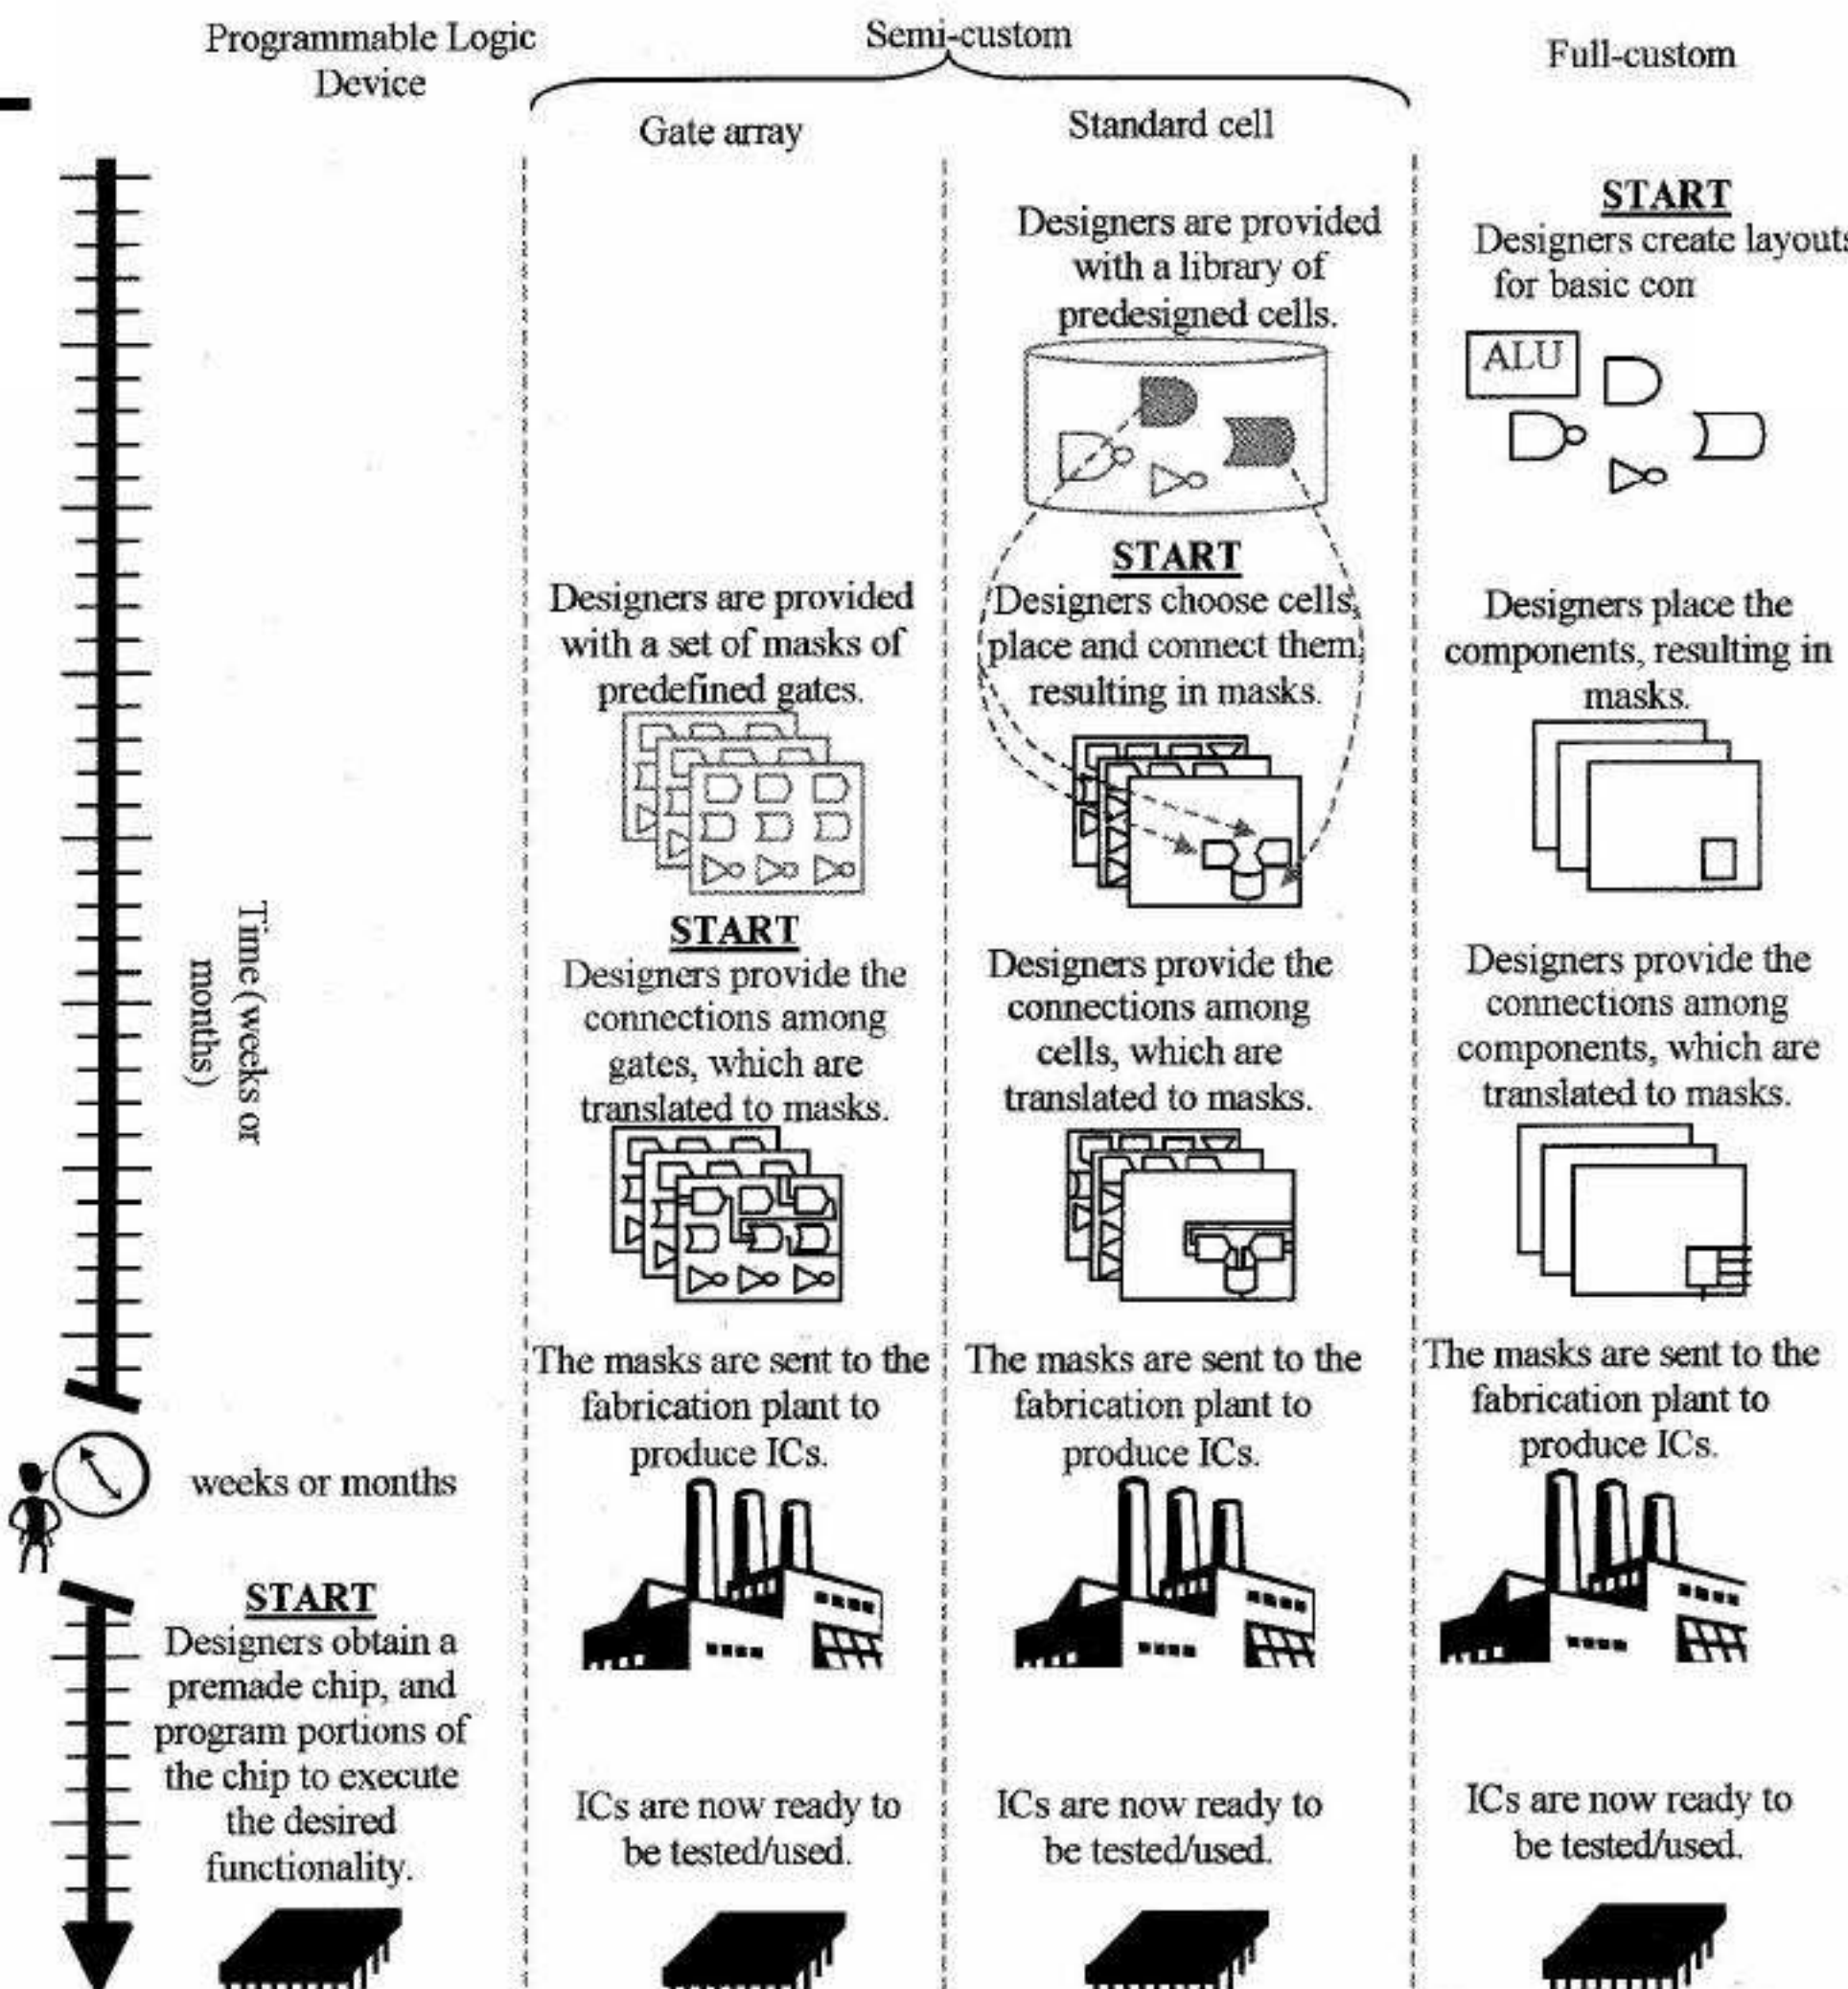 Programmable Logic
Device
Semi-custom
Full-custom
Gate array
Standard cell
Time (weeks or
months)
weeks or months
START
Designers obtain a
premade chip, and
program portions of
the chip to execute
the desired
functionality.
Designers are provided
with a set of masks of
predefined gates.
START
Designers provide the
connections among
gates, which are
translated to masks.
The masks are sent to the
fabrication plant to
produce ICs.
ICs are now ready to
be tested/used.
Designers are provided
with a library of
predesigned cells.
START
Designers choose cells,
place and connect them,
resulting in masks.
Designers provide the
connections among
cells, which are
translated to masks.
The masks are sent to the
fabrication plant to
produce ICs.
ICs are now ready to
be tested/used.
START
Designers create layouts
for basic
ALU
Designers place the
components, resulting in
masks.
Designers provide the
connections among
components, which are
translated to masks.
The masks are sent to the
fabrication plant to
produce ICs.
ICs are now ready to
be tested/used.